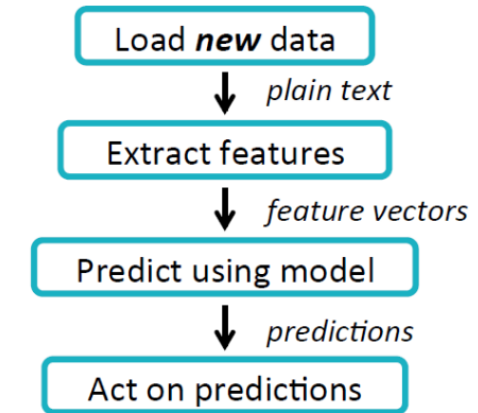 Load new data
plain text
Extract features
feature vectors
Predict using model
predictions
Act on predictions